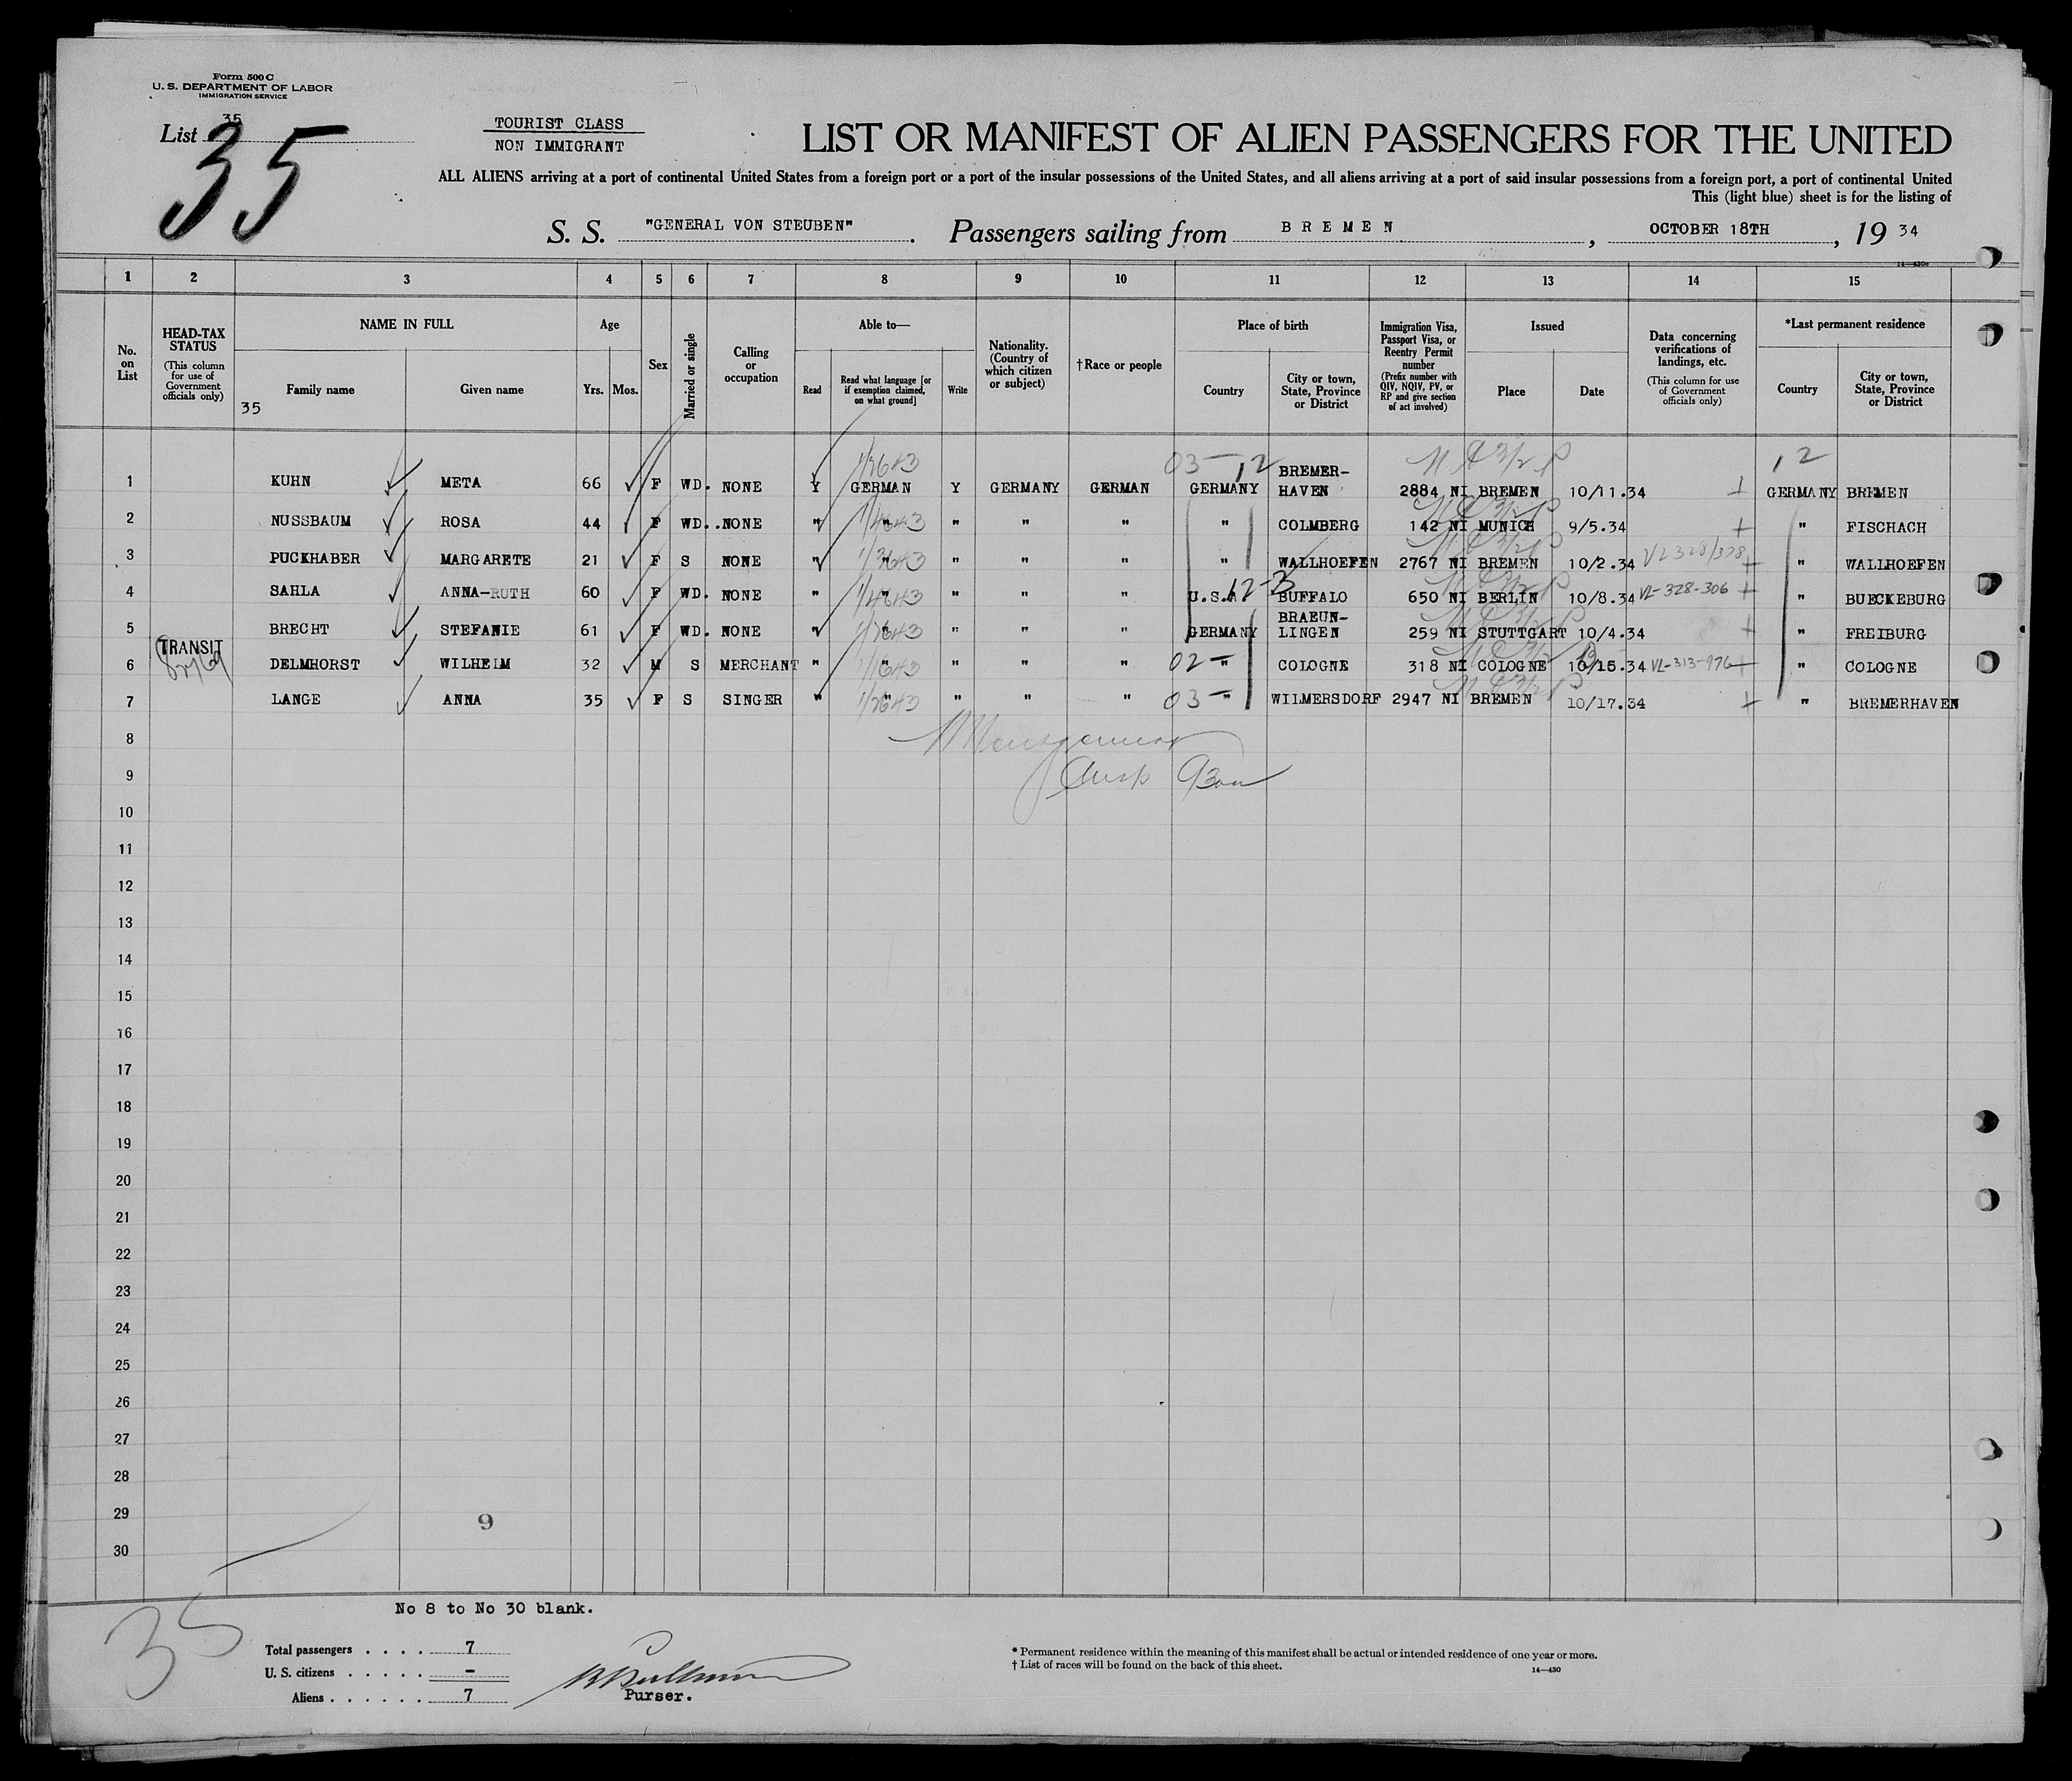 Form 500 C
U. S. DEPARTMENT OF LABOR
IMMIGRATION SERVICE
List 35
35
TOURIST CLASS
NON IMMIGRANT
LIST OR MANIFEST OF ALIEN PASSENGERS FOR THE UNITED
ALL ALIENS arriving at a port of continental United States from a foreign port or a port of the insular possessions of the United States, and all aliens arriving at a port of said insular possessions from a foreign port, a port of continental United
This (light blue) sheet is for the listing of
S. S. "GENERAL VON STEUBEN" . Passengers sailing from BREMEN , OCTOBER 18TH , 19 34
1 2 3 4 5 6 7 8 9 10 11 12 13 14 15
No. on List
HEAD-TAX STATUS (This column for use of Government officials only)
NAME IN FULL
Family name Given name
35
Age
Yrs. Mos.
Sex
Married or single
Calling or occupation
Able to—
Read
Read what language [or if exemption claimed, on what ground]
Write
Nationality. (Country of which citizen or subject)
† Race or people
Place of birth
Country
City or town, State, Province or District
Immigration Visa, Passport Visa, or Reentry Permit number (Prefix number with QIV, NQIV, PV, or RP and give section of act involved)
Issued
Place Date
Data concerning verifications of landings, etc. (This column for use of Government officials only)
*Last permanent residence
Country
City or town, State, Province or District
03 — 12 12
1 KUHN META 66 F WD. NONE Y GERMAN Y GERMANY GERMAN GERMANY BREMER-HAVEN 2884 NI BREMEN 10/11.34 GERMANY BREMEN
2 NUSSBAUM ROSA 44 F WD. NONE " " " " " " COLMBERG 142 NI MUNICH 9/5.34 " FISCHACH
3 PUCKHABER MARGARETE 21 F S NONE " " " " " " WALLHOEFEN 2767 NI BREMEN 10/2.34 VL328/378 " WALLHOEFEN
4 SAHLA ANNA-RUTH 60 F WD. NONE " " " " " U.S.A 12-3 BUFFALO 650 NI BERLIN 10/8.34 VL-328-306 " BUECKEBURG
5 BRECHT STEFANIE 61 F WD. NONE " " " " " GERMANY BRAEUN-LINGEN 259 NI STUTTGART 10/4.34 " FREIBURG
TRANSIT
6 DELMHORST WILHEIM 32 M S MERCHANT " " " " " 02 — " COLOGNE 318 NI COLOGNE 10/15.34 VL-313-976 " COLOGNE
7 LANGE ANNA 35 F S SINGER " " " " " 03 — " WILMERSDORF 2947 NI BREMEN 10/17.34 " BREMERHAVEN
8
9
10
11
12
13
14
15
16
17
18
19
20
21
22
23
24
25
26
27
28
29 9
30
35
No 8 to No 30 blank.
Total passengers . . . . 7
U. S. citizens . . . . . –
Aliens . . . . . . 7
Purser.
* Permanent residence within the meaning of this manifest shall be actual or intended residence of one year or more.
† List of races will be found on the back of this sheet.
14—430